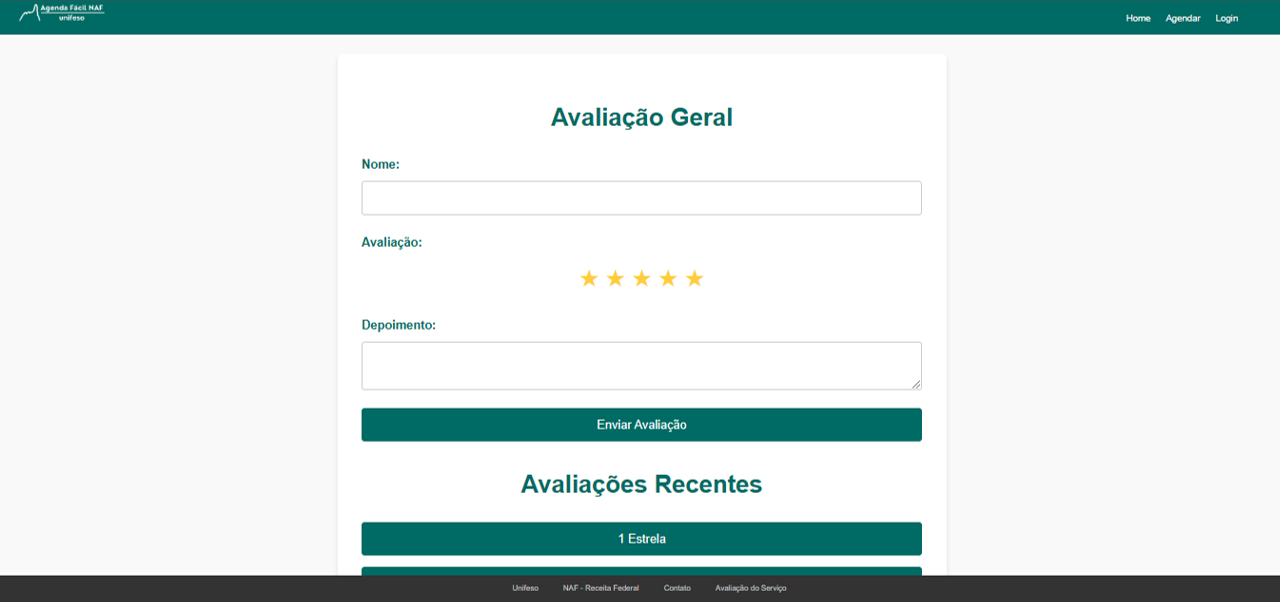 Agenda Fácil NAF
unifeso
Home Agendar Login
Avaliação Geral
Nome:
Avaliação:
Depoimento:
Enviar Avaliação
Avaliações Recentes
1 Estrela
Unifeso NAF - Receita Federal Contato Avaliação do Serviço